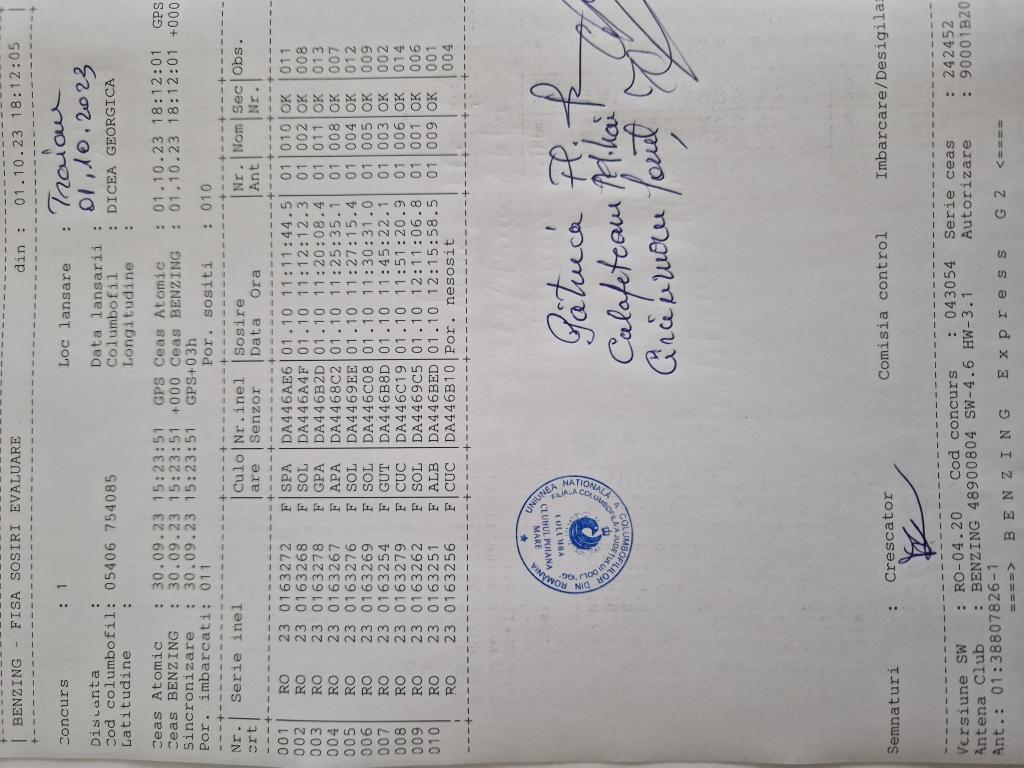 | BENZING - FISA SOSIRI EVALUARE din : 01.10.23 18:12:05
Concurs : 1 Loc lansare : Traian
Distanta : Data lansarii : 01.10.2023
Cod columbofil: 05406 754085 Columbofil : DICEA GEORGICA
Latitudine : Longitudine :
Ceas Atomic : 30.09.23 15:23:51 GPS Ceas Atomic : 01.10.23 18:12:01 GPS
Ceas BENZING : 30.09.23 15:23:51 +000 Ceas BENZING : 01.10.23 18:12:01 +000
Sincronizare : 30.09.23 15:23:51 GPS+03h
Por. imbarcati: 011 Por. sositi : 010
Nr. | Serie inel |Culo|Nr.inel |Sosire |Nr. |Nom|Sec|Obs.
crt| |are |Senzor |Data Ora |Ant | |Nr.|
001 | RO 23 0163272 F| SPA |DA446AE6|01.10 11:11:44.5| 01 |010|OK | 011
002 | RO 23 0163268 F| SOL |DA446A4F|01.10 11:12:12.3| 01 |002|OK | 008
003 | RO 23 0163278 F| GPA |DA446B2D|01.10 11:20:08.4| 01 |011|OK | 013
004 | RO 23 0163267 F| APA |DA4468C2|01.10 11:25:35.1| 01 |008|OK | 007
005 | RO 23 0163276 F| SOL |DA4469EE|01.10 11:27:15.4| 01 |004|OK | 012
006 | RO 23 0163269 F| SOL |DA446C08|01.10 11:30:31.0| 01 |005|OK | 009
007 | RO 23 0163254 F| GUT |DA446B8D|01.10 11:45:22.1| 01 |003|OK | 002
008 | RO 23 0163279 F| CUC |DA446C19|01.10 11:51:20.9| 01 |006|OK | 014
009 | RO 23 0163262 F| SOL |DA4469C5|01.10 12:11:06.8| 01 |001|OK | 006
010 | RO 23 0163251 F| ALB |DA446BED|01.10 12:15:58.5| 01 |009|OK | 001
| RO 23 0163256 F| CUC |DA446B10|Por. nesosit | 004
UNIUNEA NATIONALA A COLUMBOFILILOR DIN ROMANIA
CLUBUL PIRANA
MARE
COLUMBA
Calafeteanu Mihai
Semnaturi : Crescator Comisia control Imbarcare/Desigilar
Versiune SW : RO-04.20 Cod concurs : 043054 Serie ceas : 242452
Antena Club : BENZING 48900804 SW-4.6 HW-3.1 Autorizare : 90001B20
Ant.: 01:38807826-1
====> B E N Z I N G E x p r e s s G 2 <====